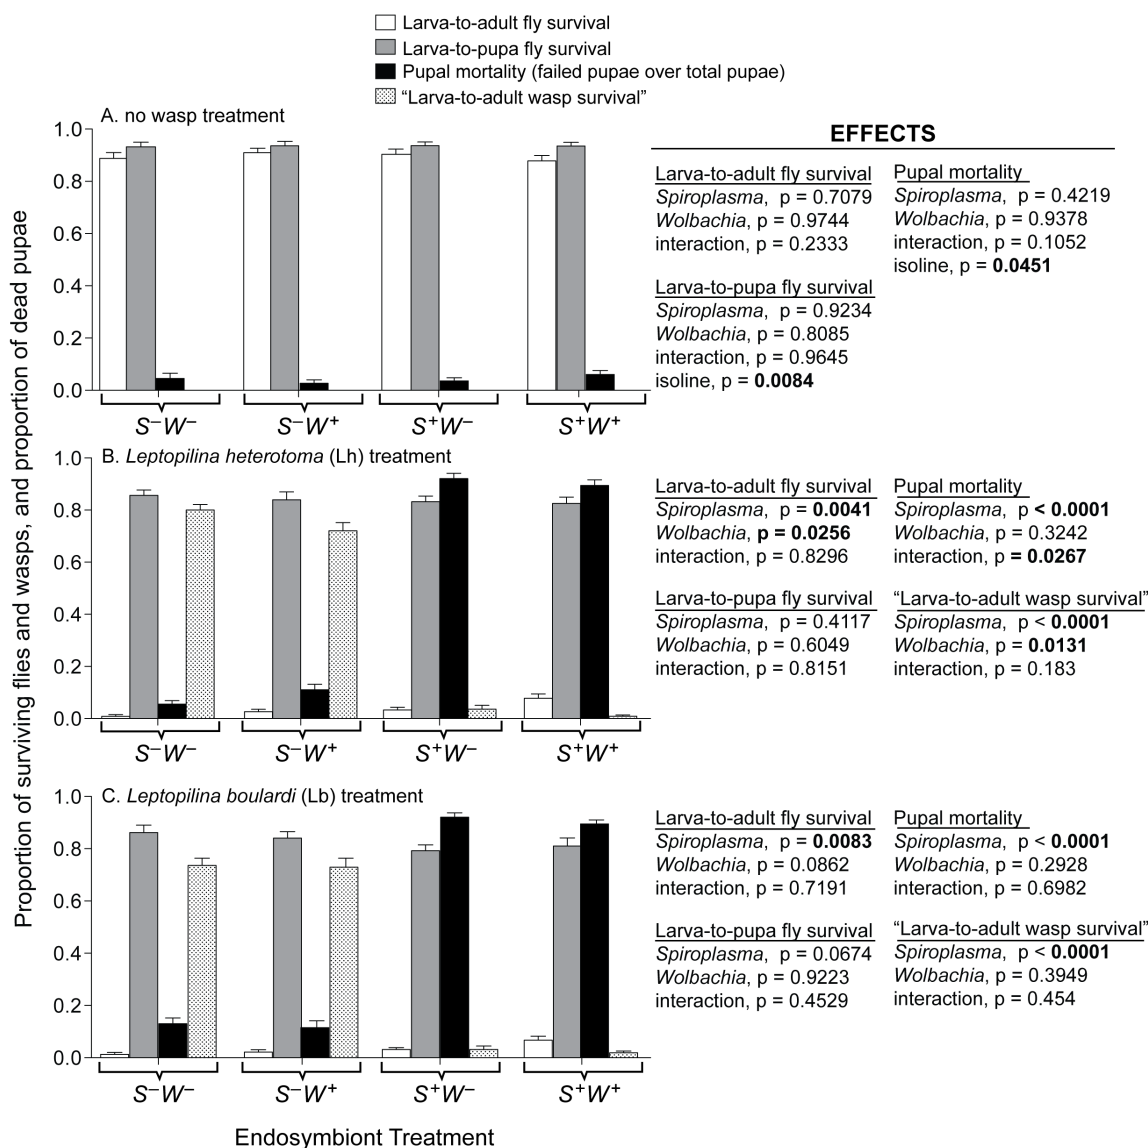 Larva-to-adult fly survival
Larva-to-pupa fly survival
Pupal mortality (failed pupae over total pupae)
“Larva-to-adult wasp survival”
Proportion of surviving flies and wasps, and proportion of dead pupae
A. no wasp treatment
1.0
0.8
0.6
0.4
0.2
0.0
S–W–
S–W+
S+W–
S+W+
EFFECTS
Larva-to-adult fly survival
Spiroplasma, p = 0.7079
Wolbachia, p = 0.9744
interaction, p = 0.2333
Larva-to-pupa fly survival
Spiroplasma, p = 0.9234
Wolbachia, p = 0.8085
interaction, p = 0.9645
isoline, p = 0.0084
Pupal mortality
Spiroplasma, p = 0.4219
Wolbachia, p = 0.9378
interaction, p = 0.1052
isoline, p = 0.0451
B. Leptopilina heterotoma (Lh) treatment
1.0
0.8
0.6
0.4
0.2
0.0
S–W–
S–W+
S+W–
S+W+
Larva-to-adult fly survival
Spiroplasma, p = 0.0041
Wolbachia, p = 0.0256
interaction, p = 0.8296
Larva-to-pupa fly survival
Spiroplasma, p = 0.4117
Wolbachia, p = 0.6049
interaction, p = 0.8151
Pupal mortality
Spiroplasma, p < 0.0001
Wolbachia, p = 0.3242
interaction, p = 0.0267
“Larva-to-adult wasp survival”
Spiroplasma, p < 0.0001
Wolbachia, p = 0.0131
interaction, p = 0.183
C. Leptopilina boulardi (Lb) treatment
1.0
0.8
0.6
0.4
0.2
0.0
S–W–
S–W+
S+W–
S+W+
Larva-to-adult fly survival
Spiroplasma, p = 0.0083
Wolbachia, p = 0.0862
interaction, p = 0.7191
Larva-to-pupa fly survival
Spiroplasma, p = 0.0674
Wolbachia, p = 0.9223
interaction, p = 0.4529
Pupal mortality
Spiroplasma, p < 0.0001
Wolbachia, p = 0.2928
interaction, p = 0.6982
“Larva-to-adult wasp survival”
Spiroplasma, p < 0.0001
Wolbachia, p = 0.3949
interaction, p = 0.454
Endosymbiont Treatment